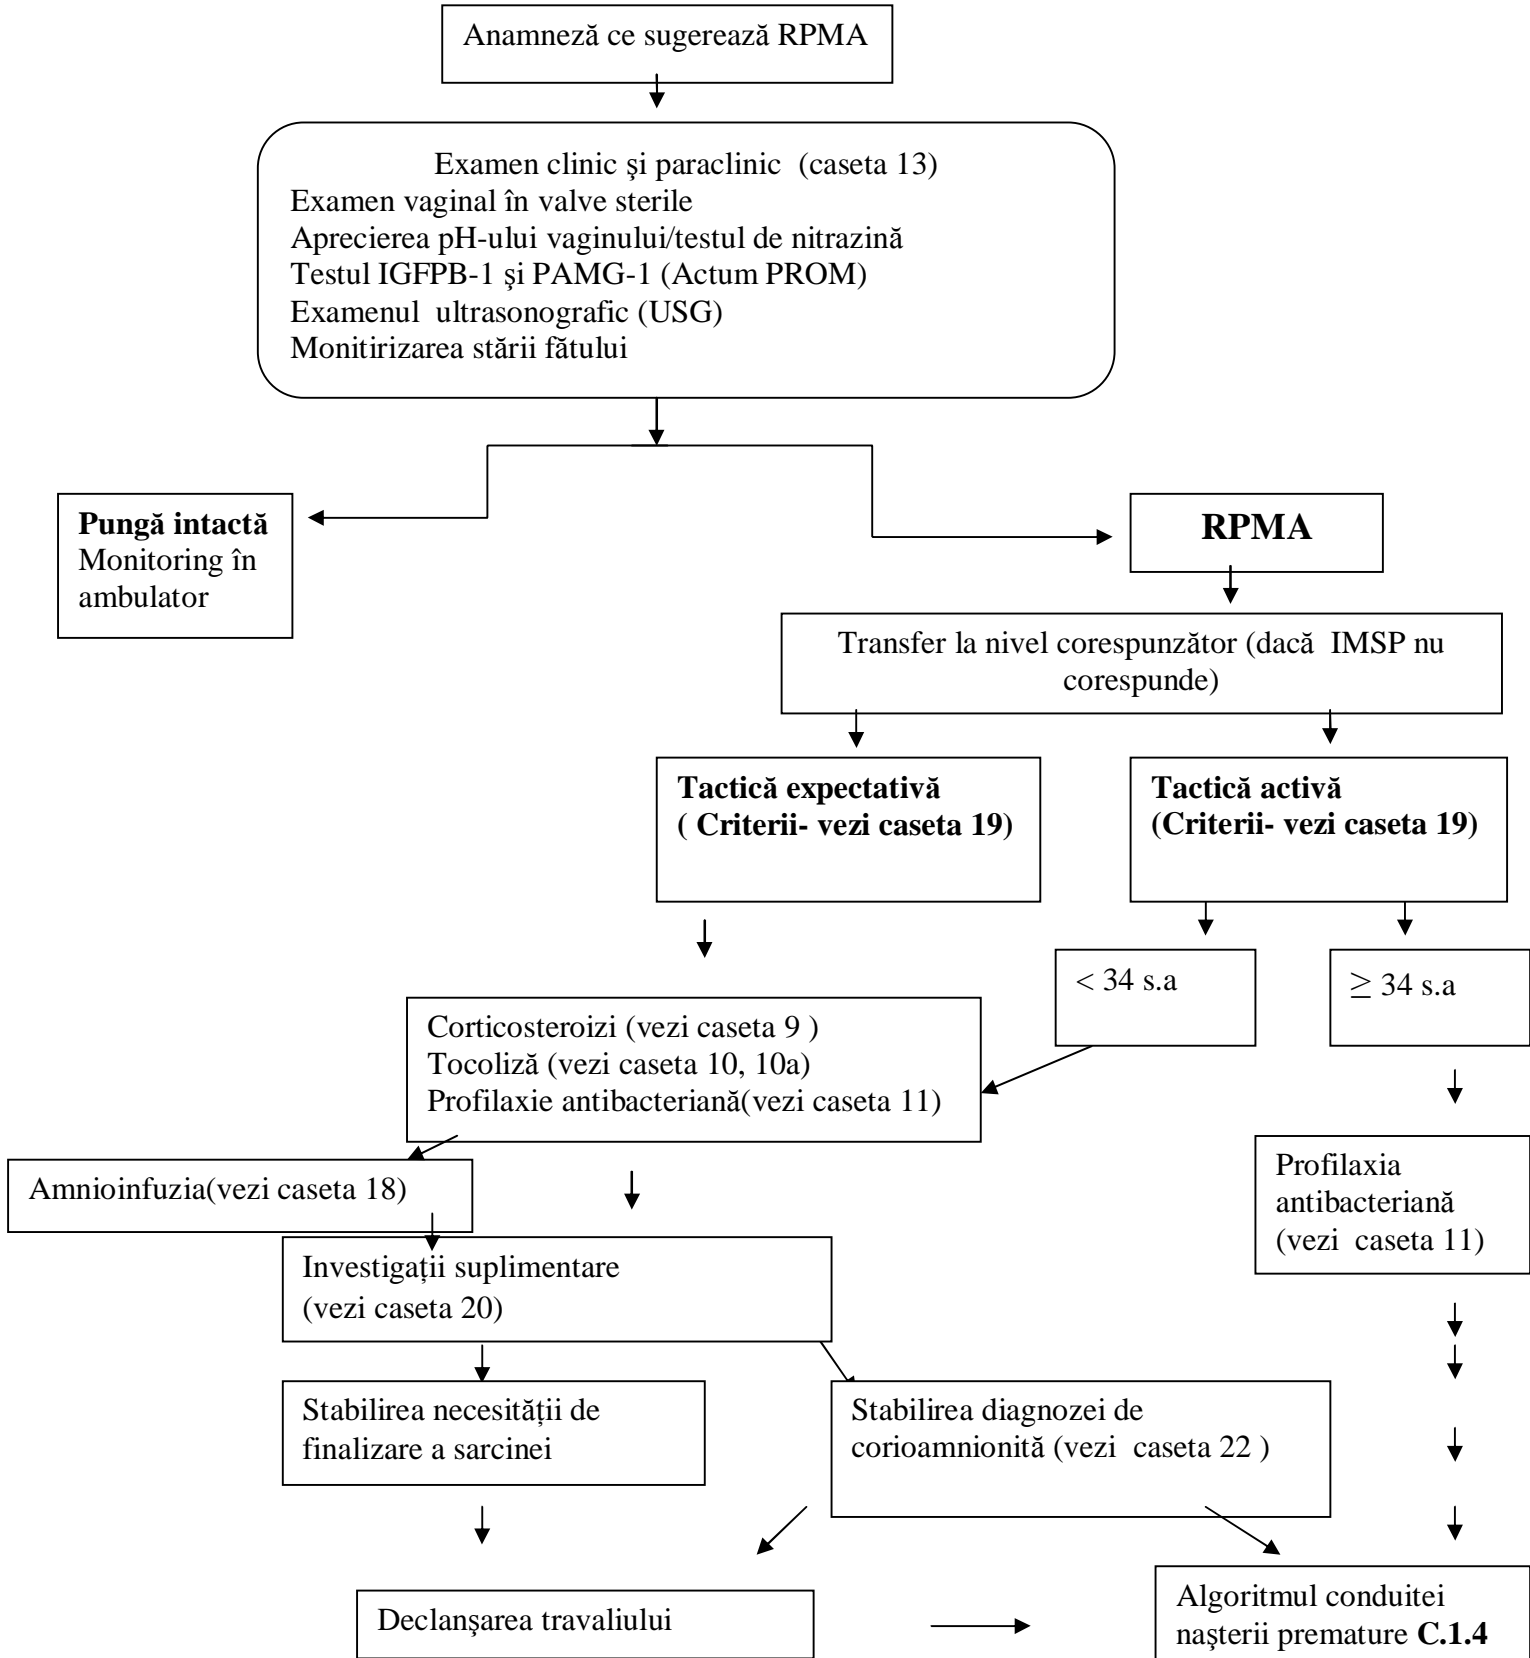 Anamneză ce sugerează RPMA
Examen clinic şi paraclinic (caseta 13)
Examen vaginal în valve sterile
Aprecierea pH-ului vaginului/testul de nitrazină
Testul IGFPB-1 şi PAMG-1 (Actum PROM)
Examenul ultrasonografic (USG)
Monitirizarea stării fătului
Pungă intactă
Monitoring în
ambulator
RPMA
Transfer la nivel corespunzător (dacă IMSP nu
corespunde)
Tactică expectativă
( Criterii- vezi caseta 19)
Tactică activă
(Criterii- vezi caseta 19)
< 34 s.a
≥ 34 s.a
Corticosteroizi (vezi caseta 9 )
Tocoliză (vezi caseta 10, 10a)
Profilaxie antibacteriană(vezi caseta 11)
Amnioinfuzia(vezi caseta 18)
Profilaxia
antibacteriană
(vezi caseta 11)
Investigații suplimentare
(vezi caseta 20)
Stabilirea necesității de
finalizare a sarcinei
Stabilirea diagnozei de
corioamnionită (vezi caseta 22 )
Declanşarea travaliului
Algoritmul conduitei
naşterii premature C.1.4